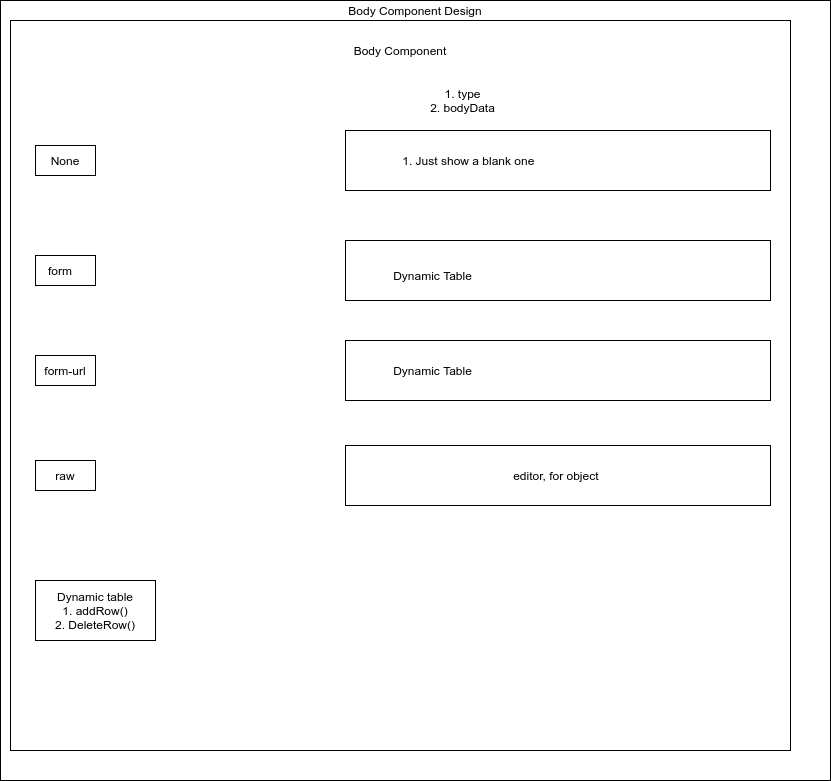 Body Component Design
Body Component
1. type
2. bodyData
None
1. Just show a blank one
form
Dynamic Table
form-url
Dynamic Table
raw
editor, for object
Dynamic table
1. addRow()
2. DeleteRow()